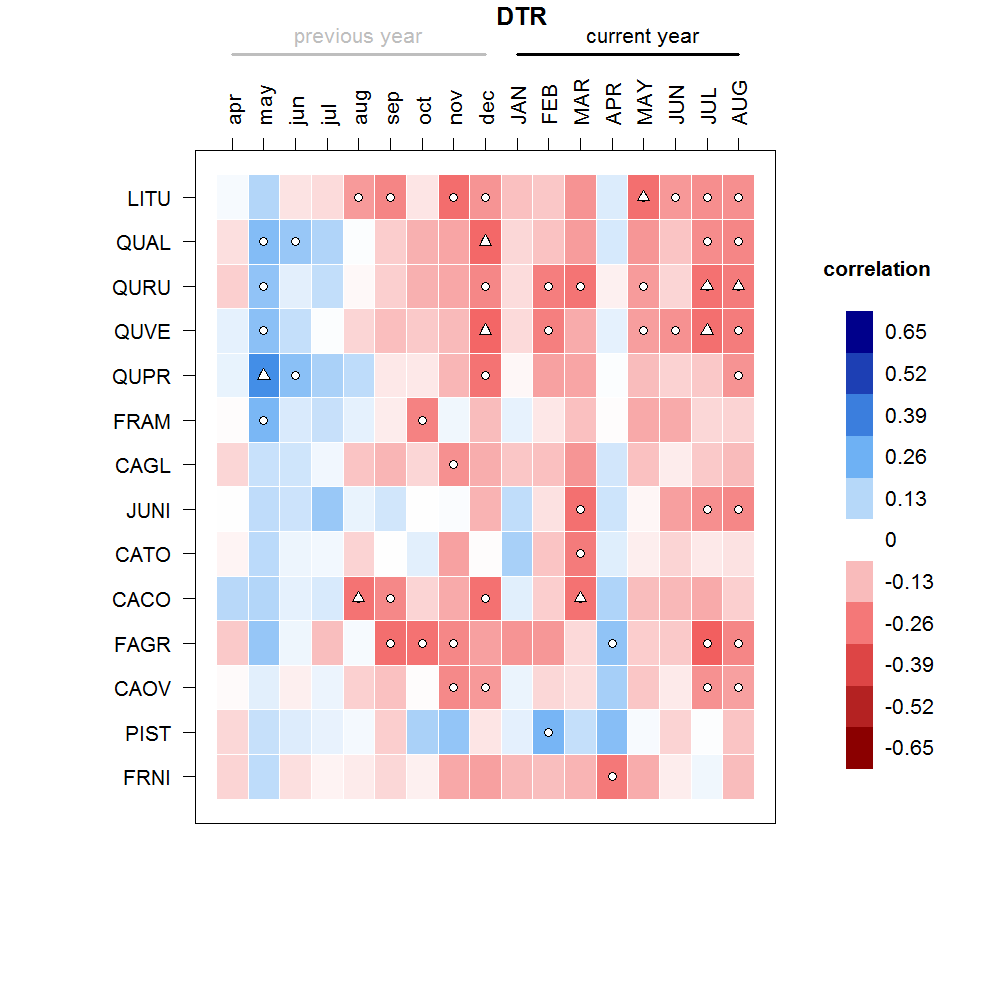 DTR
previous year current year
apr may jun jul aug sep oct nov dec JAN FEB MAR APR MAY JUN JUL AUG
LITU
QUAL
QURU
QUVE
QUPR
FRAM
CAGL
JUNI
CATO
CACO
FAGR
CAOV
PIST
FRNI
correlation
0.65
0.52
0.39
0.26
0.13
0
-0.13
-0.26
-0.39
-0.52
-0.65